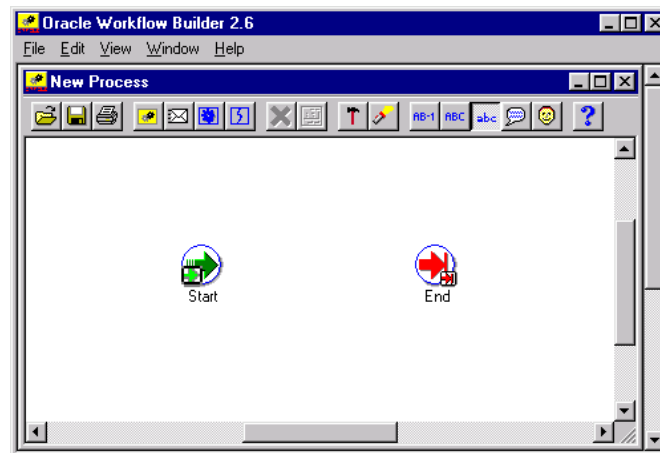 Oracle Workflow Builder 2.6
File Edit View Window Help
New Process
AB-1 ABC abc ?
Start End